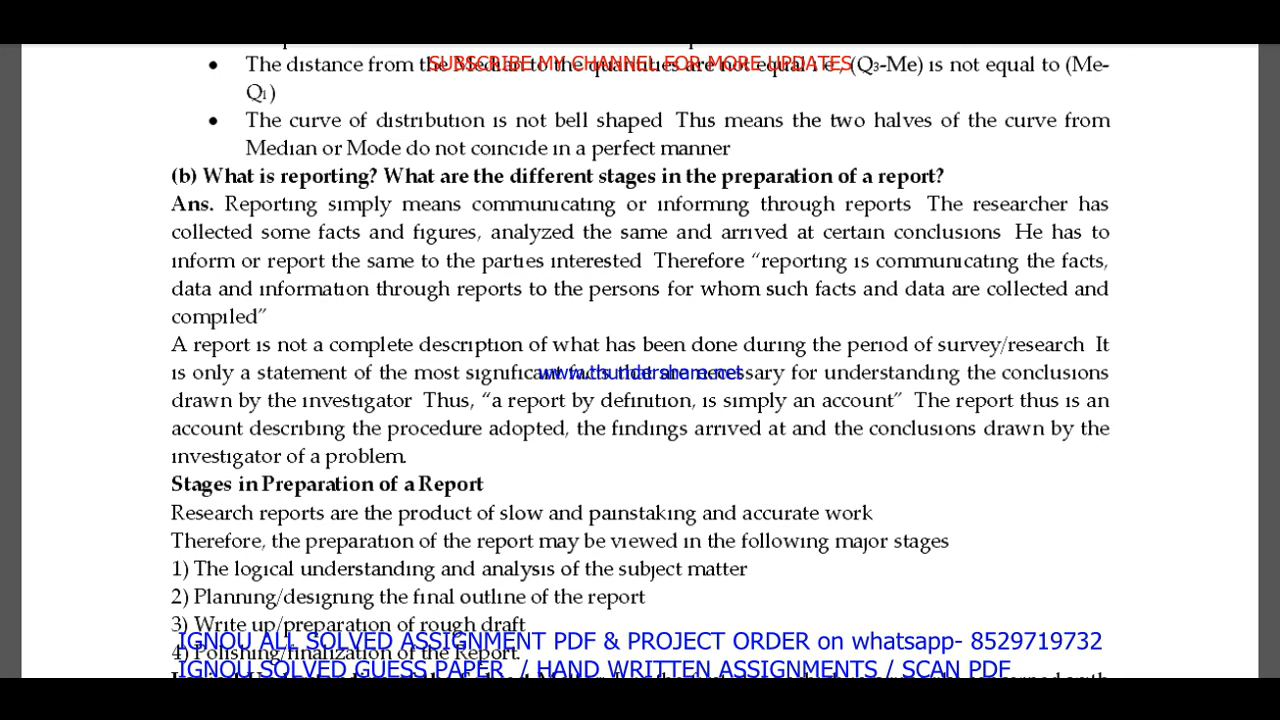 • The distance from the Median to the quantities are not equal i e , (Q3-Me) is not equal to (Me-
SUBSCRIBE MY CHANNEL FOR MORE UPDATES
Q1)
• The curve of distribution is not bell shaped This means the two halves of the curve from
Median or Mode do not coincide in a perfect manner
(b) What is reporting? What are the different stages in the preparation of a report?
Ans. Reporting simply means communicating or informing through reports The researcher has
collected some facts and figures, analyzed the same and arrived at certain conclusions He has to
inform or report the same to the parties interested Therefore “reporting is communicating the facts,
data and information through reports to the persons for whom such facts and data are collected and
compiled”
A report is not a complete description of what has been done during the period of survey/research It
is only a statement of the most significant facts that are necessary for understanding the conclusions
www.thundershare.net
drawn by the investigator Thus, “a report by definition, is simply an account” The report thus is an
account describing the procedure adopted, the findings arrived at and the conclusions drawn by the
investigator of a problem.
Stages in Preparation of a Report
Research reports are the product of slow and painstaking and accurate work
Therefore, the preparation of the report may be viewed in the following major stages
1) The logical understanding and analysis of the subject matter
2) Planning/designing the final outline of the report
3) Write up/preparation of rough draft
IGNOU ALL SOLVED ASSIGNMENT PDF & PROJECT ORDER on whatsapp- 8529719732
4) Polishing/finalization of the Report.
IGNOU SOLVED GUESS PAPER / HAND WRITTEN ASSIGNMENTS / SCAN PDF